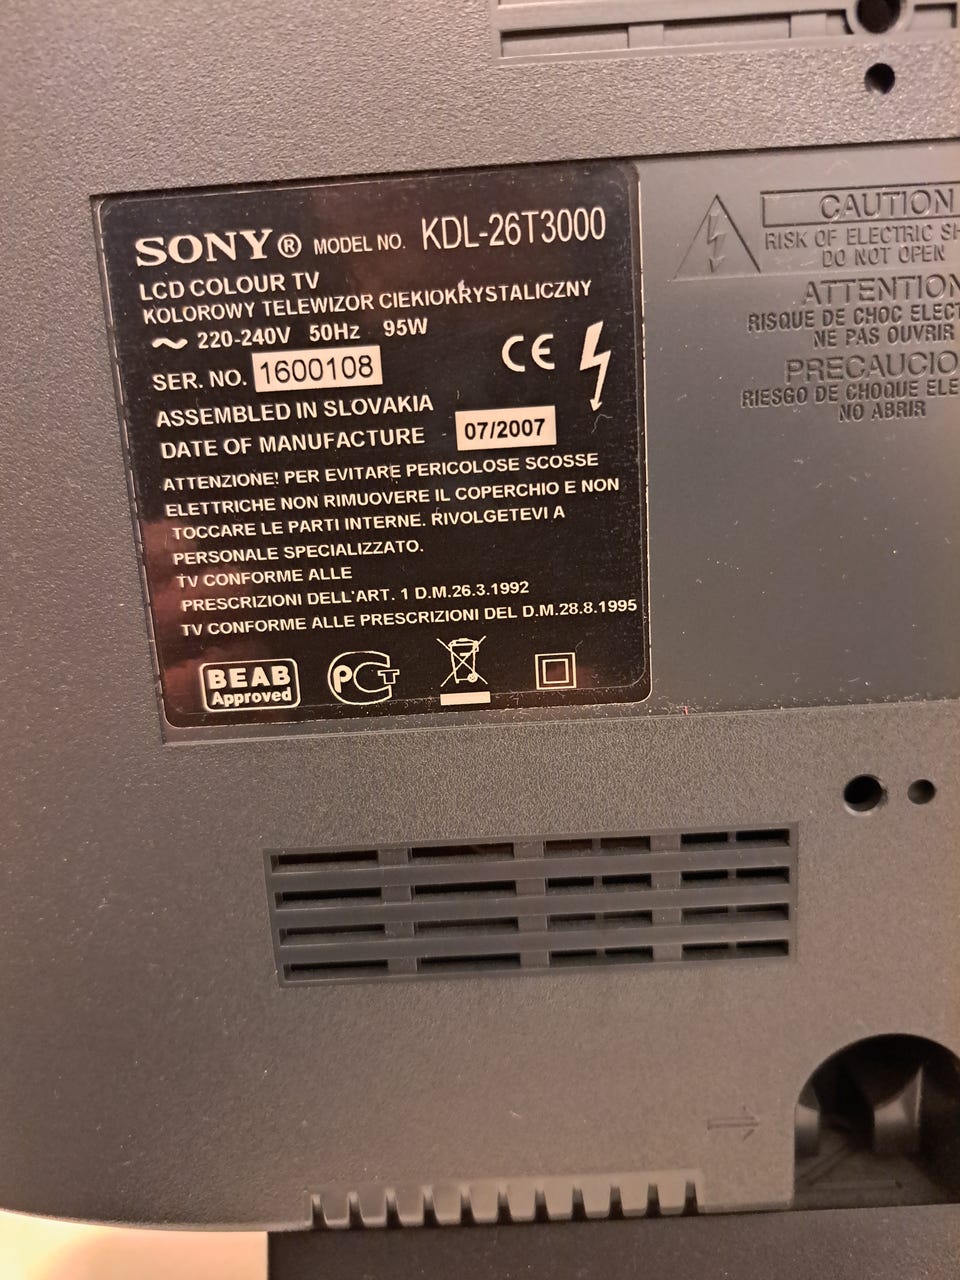 SONY® MODEL NO. KDL-26T3000
LCD COLOUR TV
KOLOROWY TELEWIZOR CIEKIOKRYSTALICZNY
~ 220-240V 50Hz 95W
CE
SER. NO. 1600108
ASSEMBLED IN SLOVAKIA
DATE OF MANUFACTURE 07/2007
ATTENZIONE! PER EVITARE PERICOLOSE SCOSSE
ELETTRICHE NON RIMUOVERE IL COPERCHIO E NON
TOCCARE LE PARTI INTERNE. RIVOLGETEVI A
PERSONALE SPECIALIZZATO.
TV CONFORME ALLE
PRESCRIZIONI DELL'ART. 1 D.M.26.3.1992
TV CONFORME ALLE PRESCRIZIONI DEL D.M.28.8.1995
BEAB
Approved
PCT
CAUTION
RISK OF ELECTRIC SH
DO NOT OPEN
ATTENTION
RISQUE DE CHOC ELECT
NE PAS OUVRIR
PRECAUCIO
RIESGO DE CHOQUE ELE
NO ABRIR